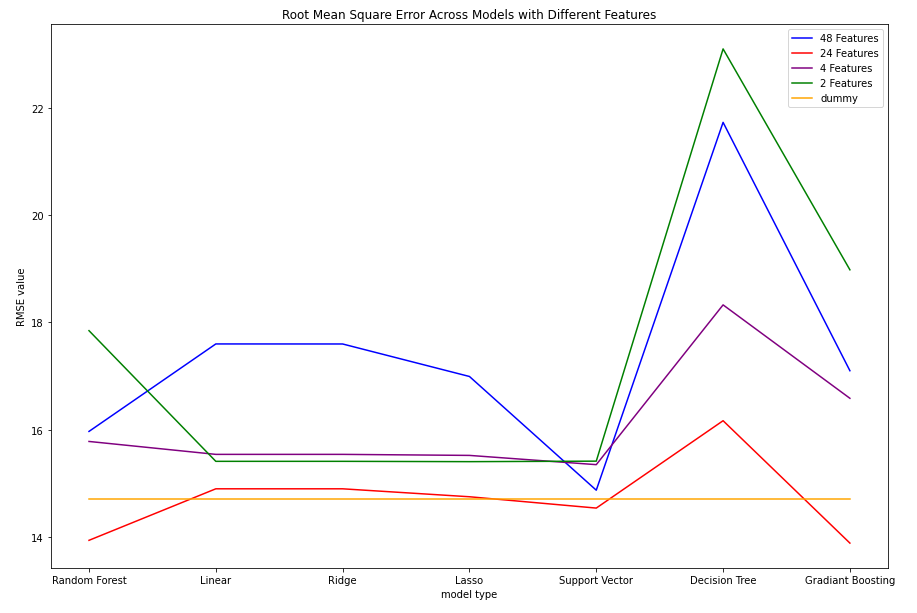 Root Mean Square Error Across Models with Different Features
48 Features
24 Features
4 Features
2 Features
dummy
RMSE value
22
20
18
16
14
Random Forest Linear Ridge Lasso Support Vector Decision Tree Gradiant Boosting
model type